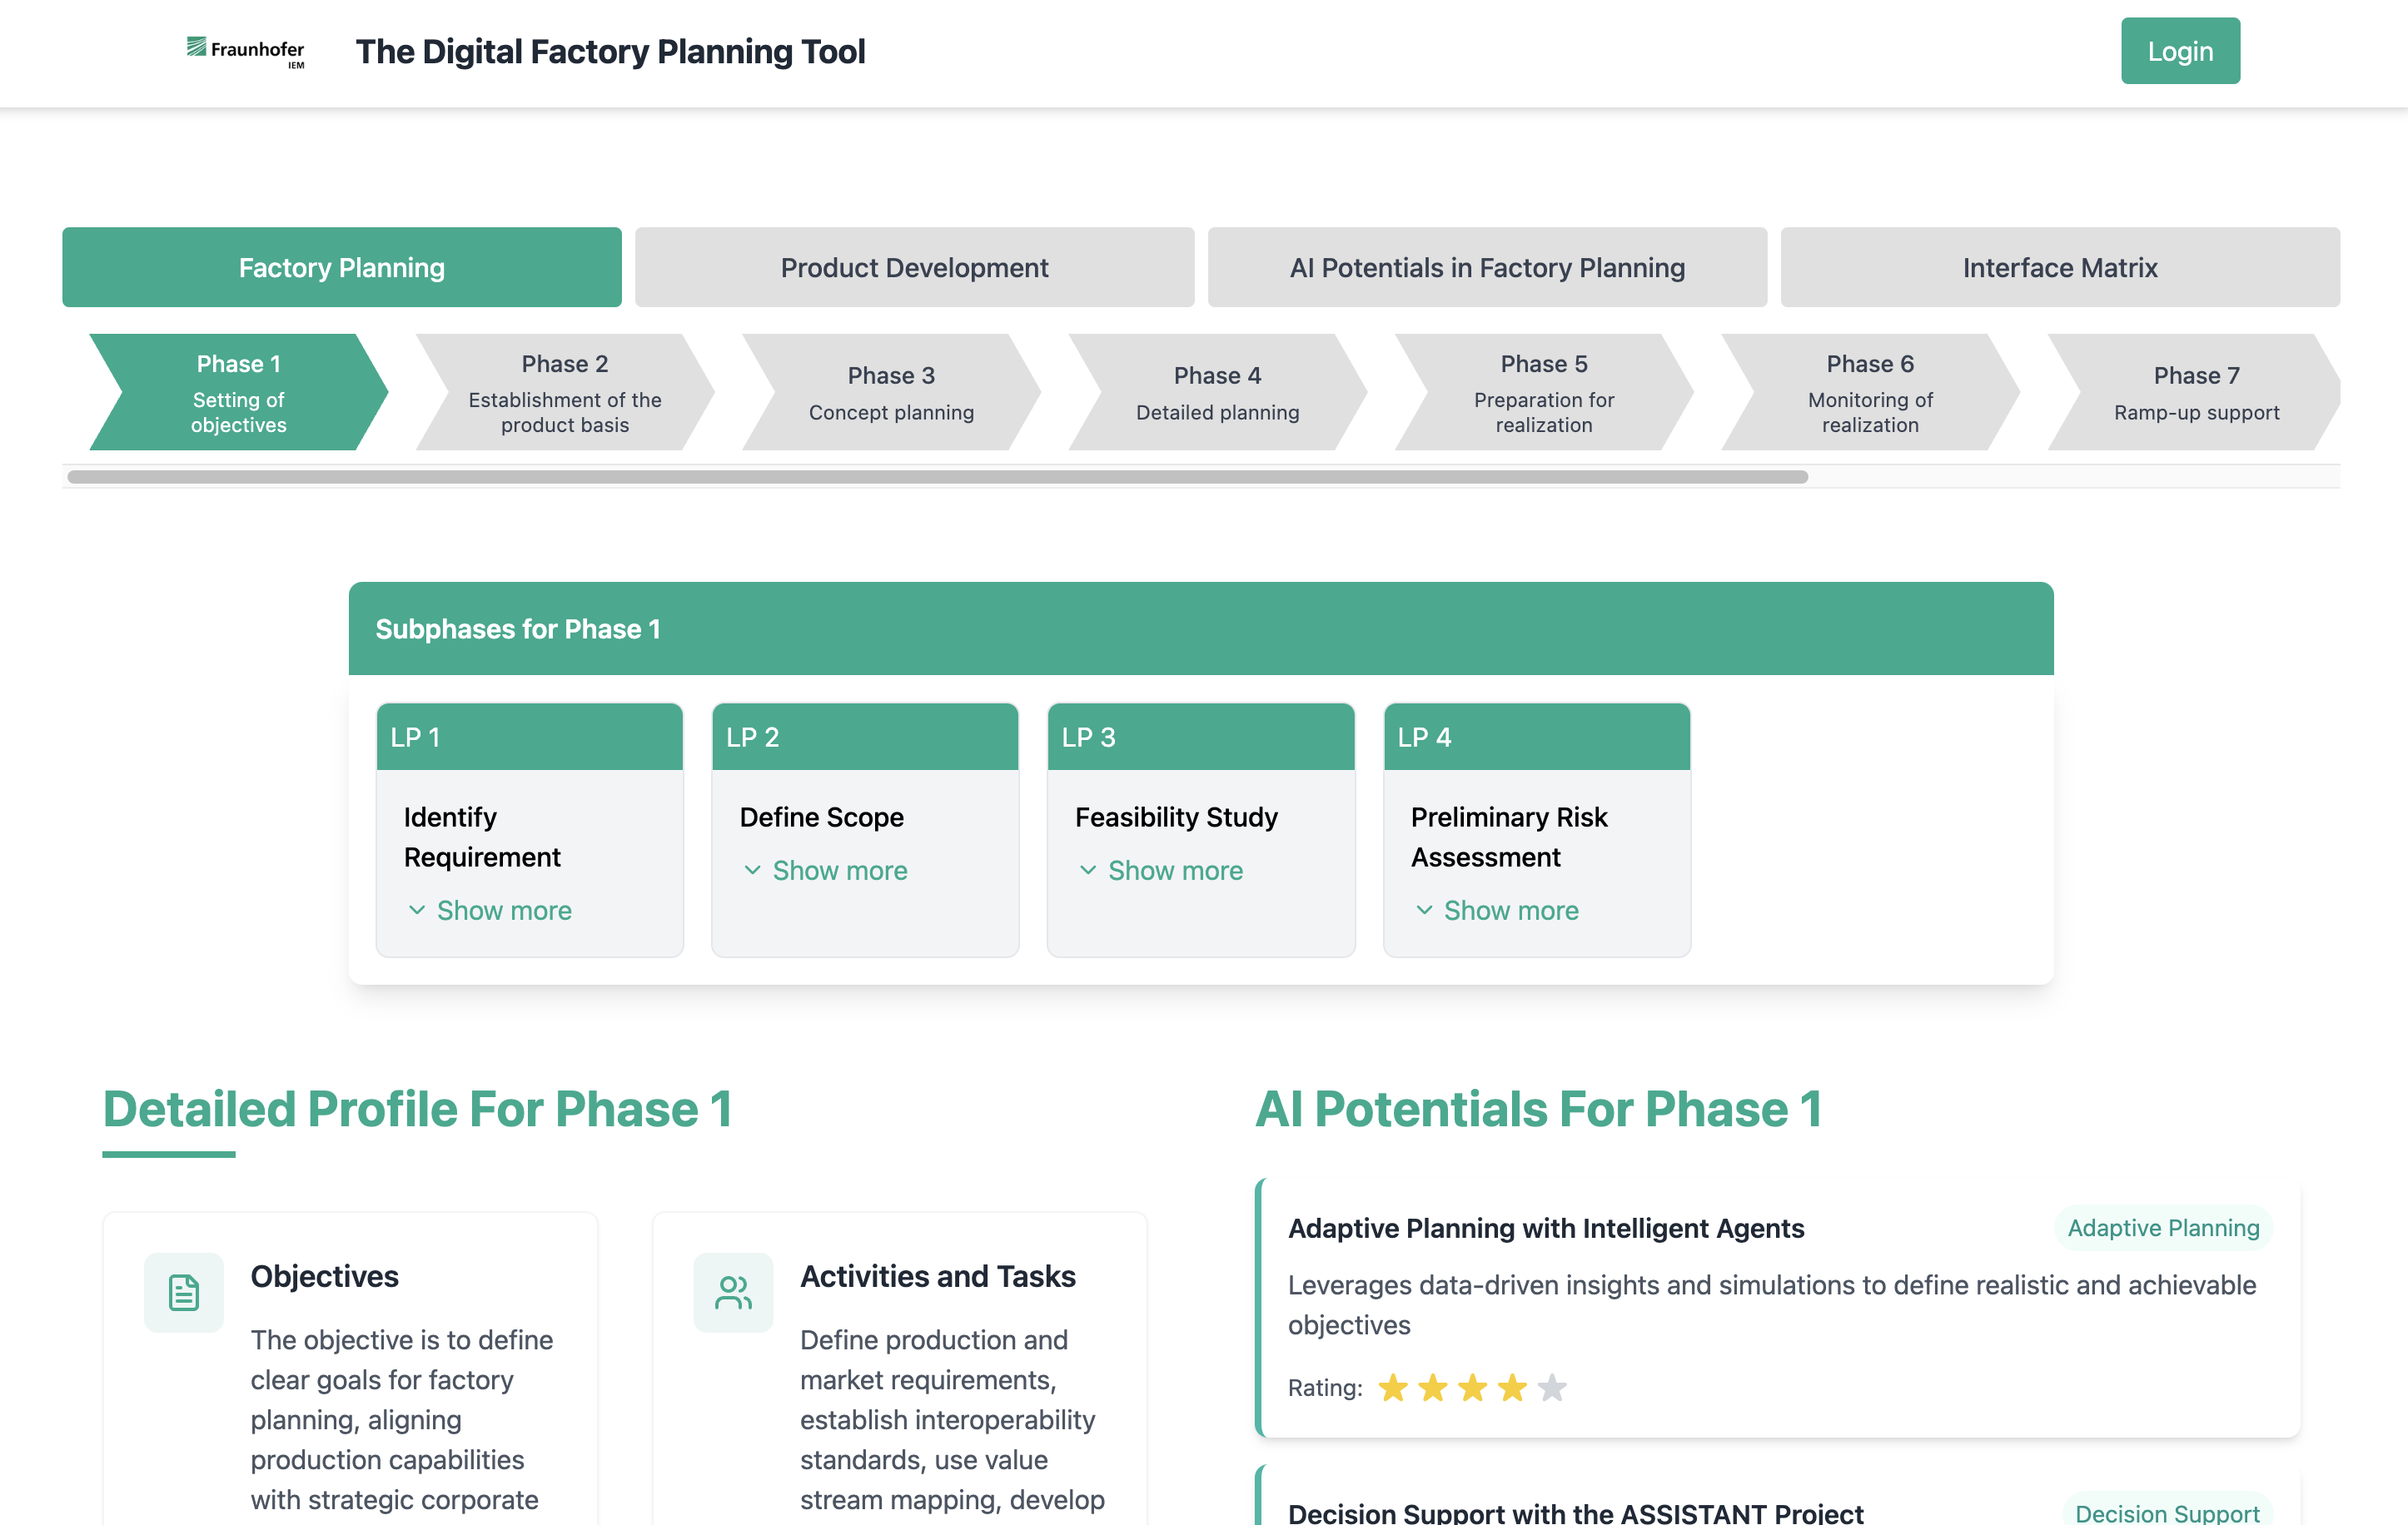 Fraunhofer
IEM
The Digital Factory Planning Tool
Login
Factory Planning
Product Development
AI Potentials in Factory Planning
Interface Matrix
Phase 1
Setting of
objectives
Phase 2
Establishment of the
product basis
Phase 3
Concept planning
Phase 4
Detailed planning
Phase 5
Preparation for
realization
Phase 6
Monitoring of
realization
Phase 7
Ramp-up support
Subphases for Phase 1
LP 1
Identify
Requirement
Show more
LP 2
Define Scope
Show more
LP 3
Feasibility Study
Show more
LP 4
Preliminary Risk
Assessment
Show more
Detailed Profile For Phase 1
Objectives
The objective is to define
clear goals for factory
planning, aligning
production capabilities
with strategic corporate
Activities and Tasks
Define production and
market requirements,
establish interoperability
standards, use value
stream mapping, develop
AI Potentials For Phase 1
Adaptive Planning with Intelligent Agents
Adaptive Planning
Leverages data-driven insights and simulations to define realistic and achievable
objectives
Rating:
Decision Support with the ASSISTANT Project
Decision Support